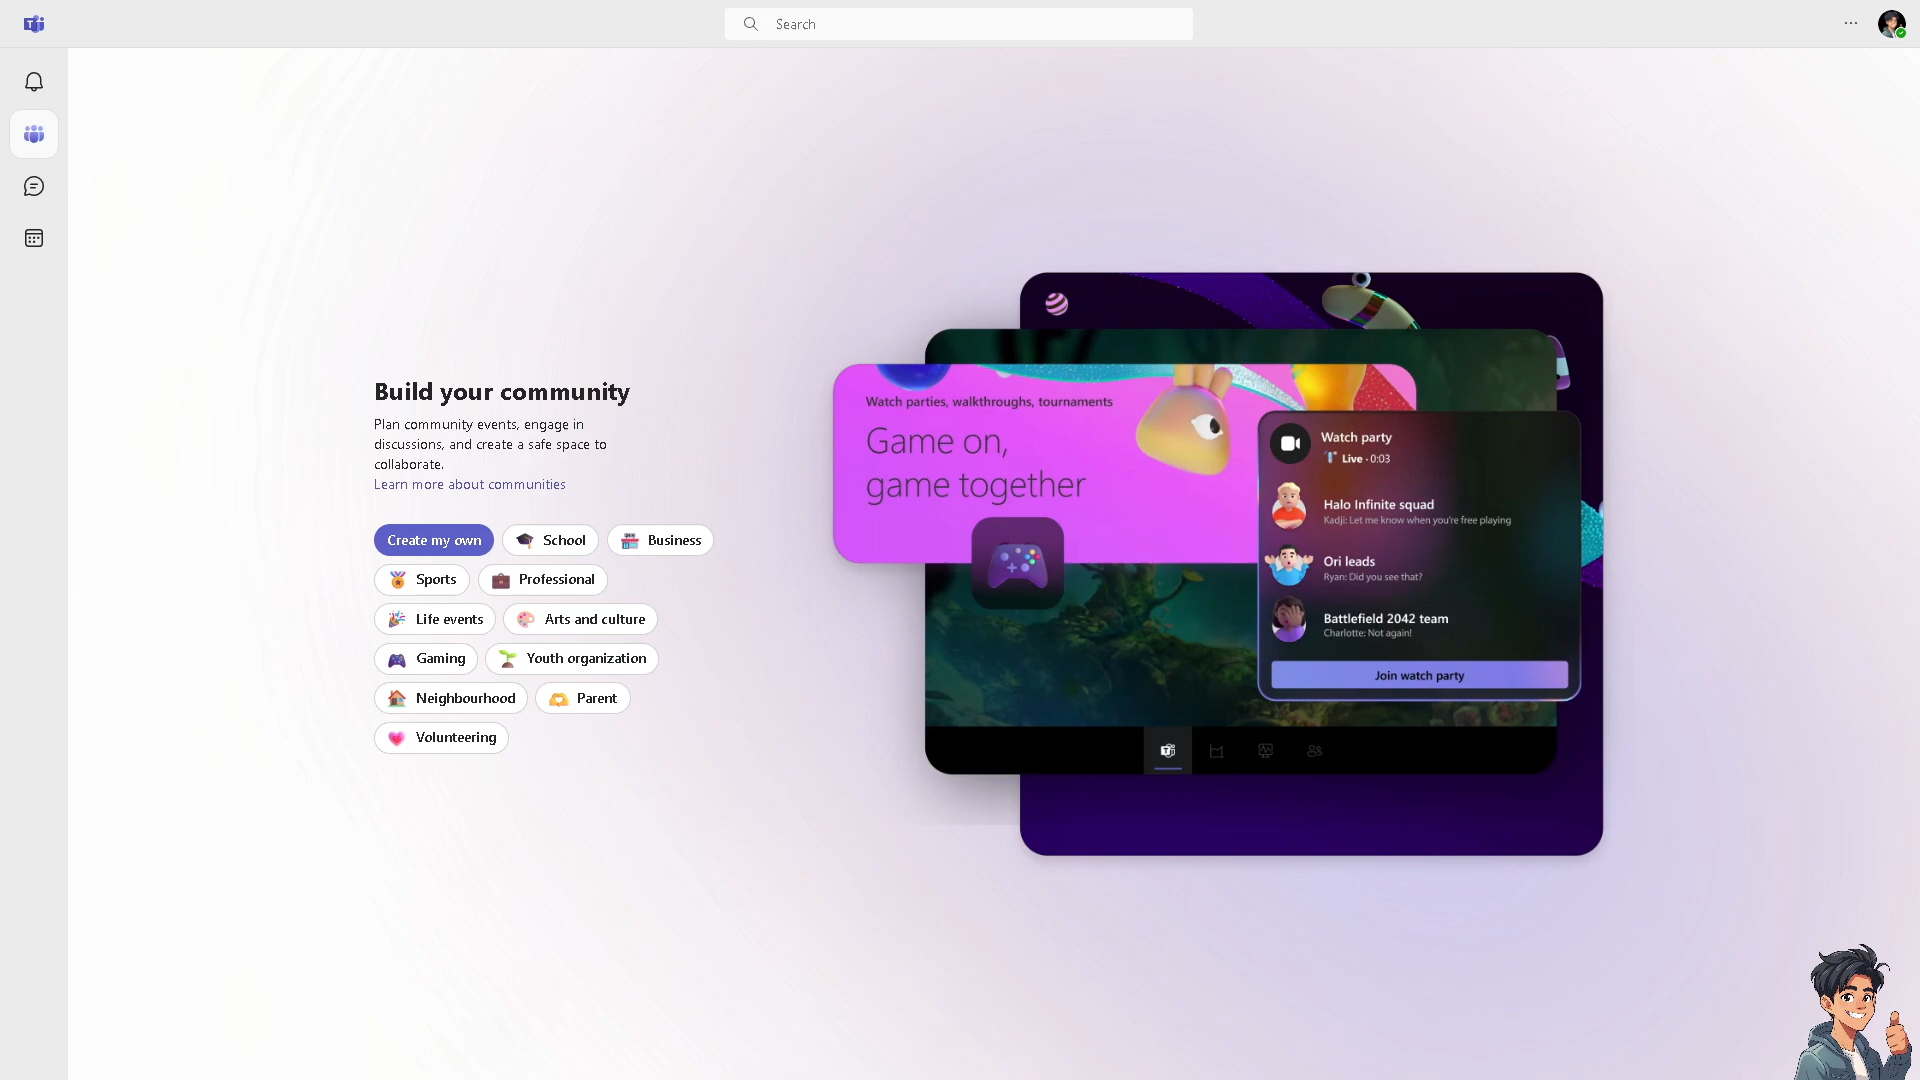 Search
Build your community
Plan community events, engage in
discussions, and create a safe space to
collaborate.
Learn more about communities
Create my own
School
Business
Sports
Professional
Life events
Arts and culture
Gaming
Youth organization
Neighbourhood
Parent
Volunteering
Watch parties, walkthroughs, tournaments
Game on,
game together
Watch party
Live · 0:03
Halo Infinite squad
Kadji: Let me know when you're free playing
Ori leads
Ryan: Did you see that?
Battlefield 2042 team
Charlotte: Not again!
Join watch party